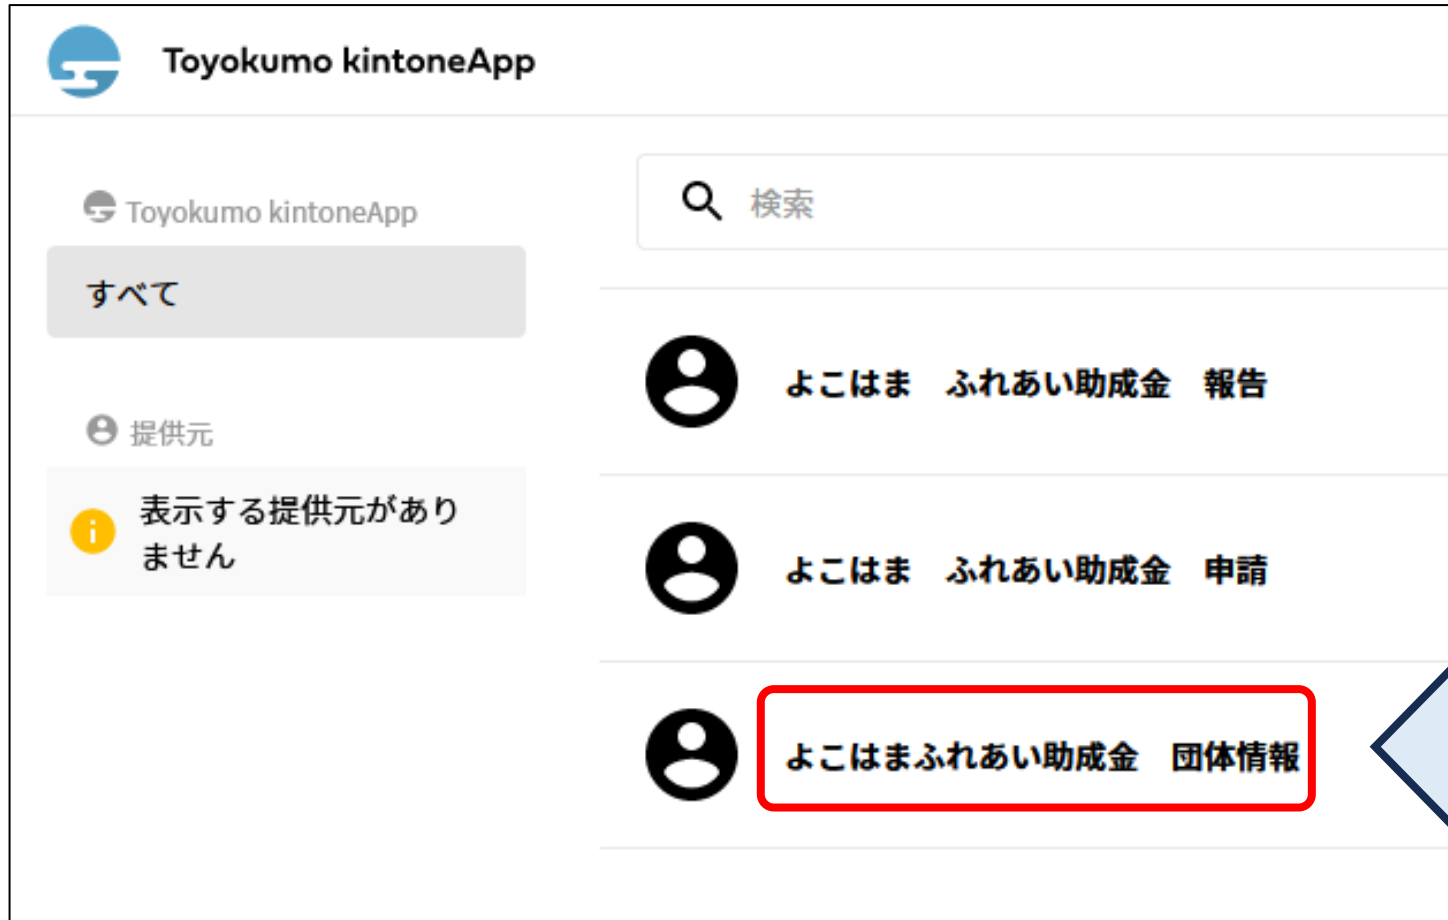 Toyokumo kintoneApp
Toyokumo kintoneApp
すべて
提供元
表示する提供元があり
ません
検索
よこはま　ふれあい助成金　報告
よこはま　ふれあい助成金　申請
よこはまふれあい助成金　団体情報